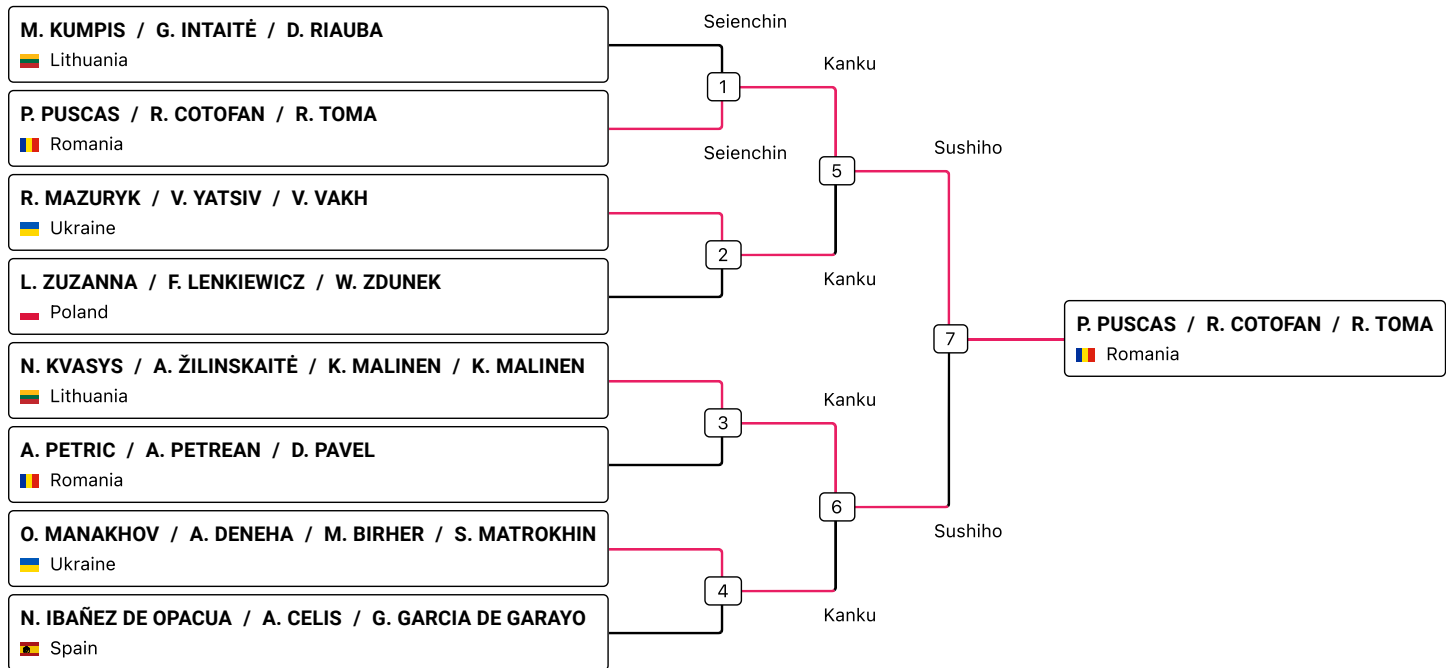 M. KUMPIS / G. INTAITĖ / D. RIAUBA
Lithuania
P. PUSCAS / R. COTOFAN / R. TOMA
Romania
R. MAZURYK / V. YATSIV / V. VAKH
Ukraine
L. ZUZANNA / F. LENKIEWICZ / W. ZDUNEK
Poland
N. KVASYS / A. ŽILINSKAITĖ / K. MALINEN / K. MALINEN
Lithuania
A. PETRIC / A. PETREAN / D. PAVEL
Romania
O. MANAKHOV / A. DENEHA / M. BIRHER / S. MATROKHIN
Ukraine
N. IBAÑEZ DE OPACUA / A. CELIS / G. GARCIA DE GARAYO
Spain
Seienchin
1
Seienchin
2
3
4
Kanku
5
Kanku
Kanku
6
Kanku
Sushiho
7
Sushiho
P. PUSCAS / R. COTOFAN / R. TOMA
Romania